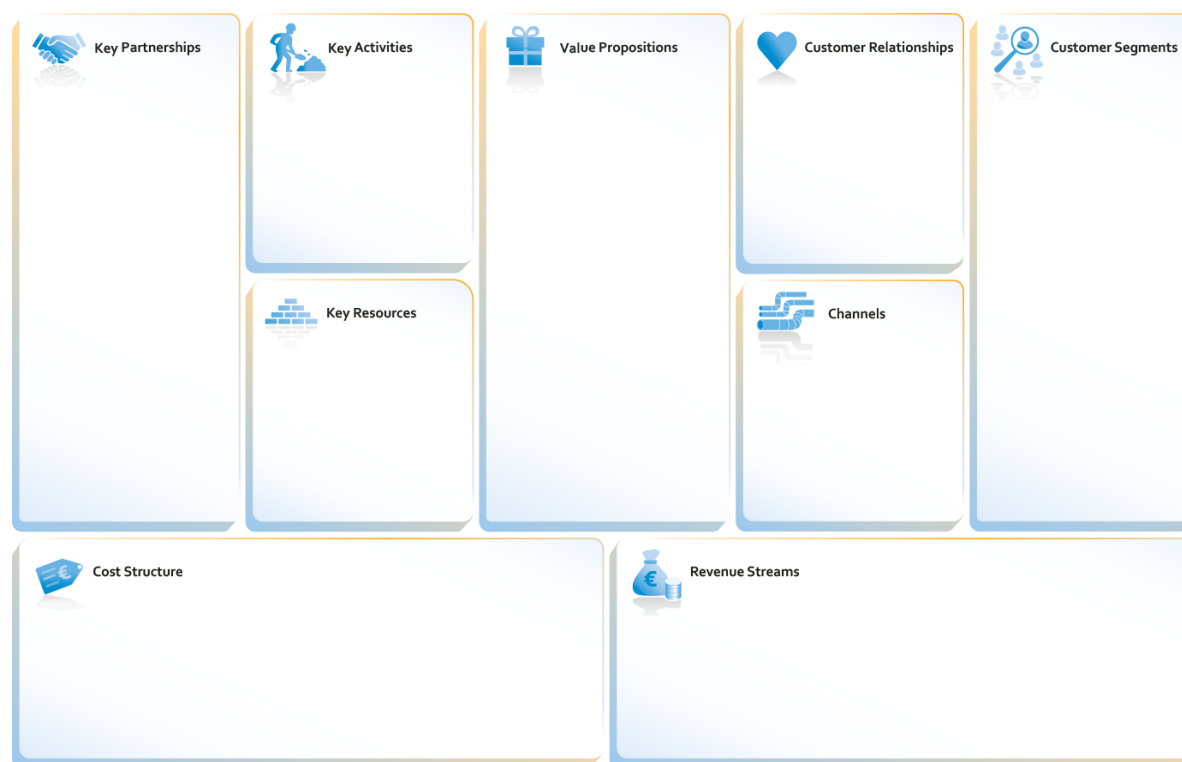 Key Partnerships
Key Activities
Value Propositions
Customer Relationships
Customer Segments
Key Resources
Channels
Cost Structure
€
Revenue Streams
€